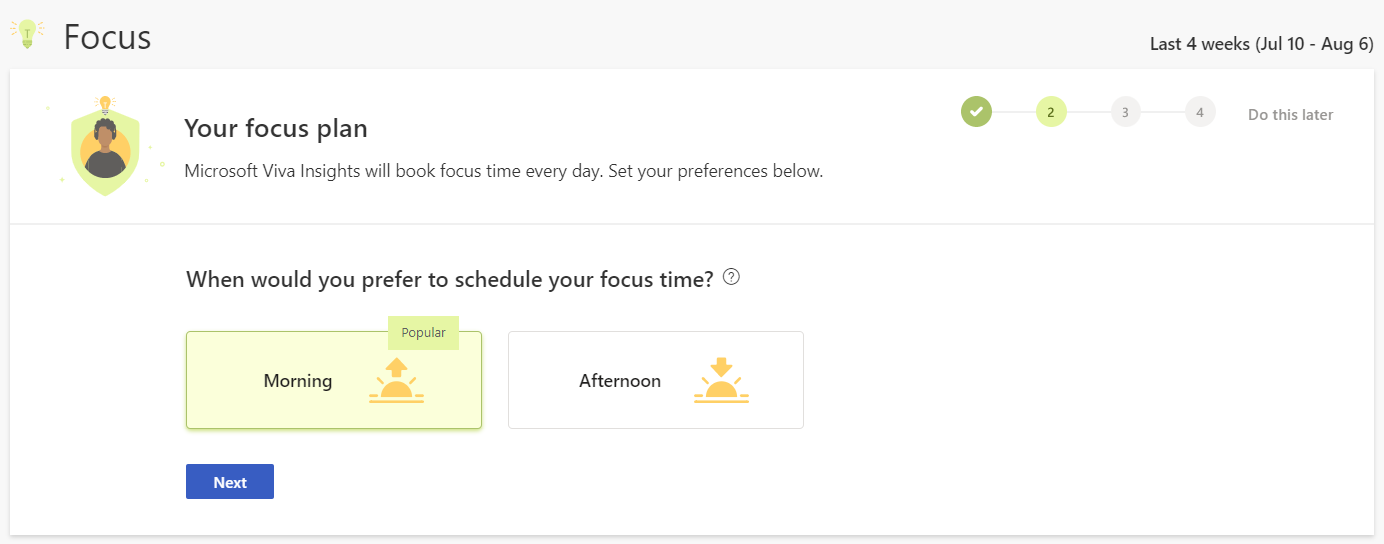 Focus
Last 4 weeks (Jul 10 - Aug 6)
Your focus plan
2
3
4
Do this later
Microsoft Viva Insights will book focus time every day. Set your preferences below.
When would you prefer to schedule your focus time? ?
Popular
Morning
Afternoon
Next